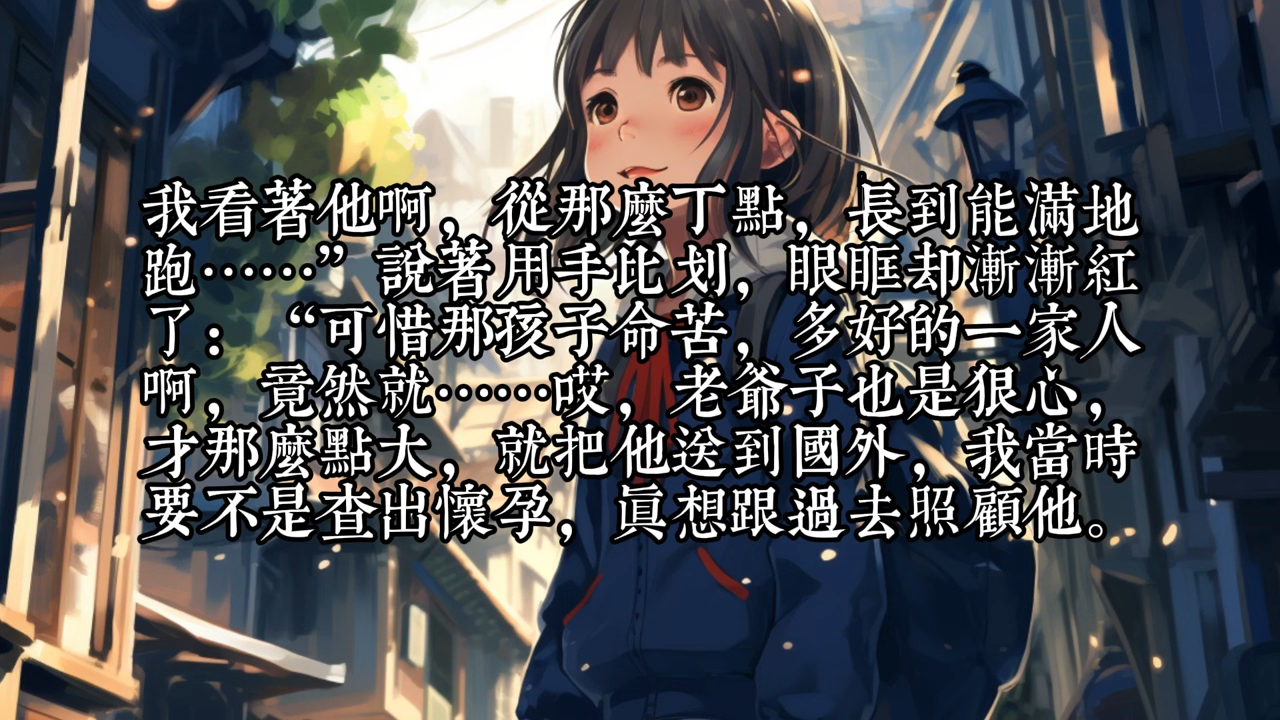 我看著他啊，從那麼丁點，長到能滿地
跑……”說著用手比划，眼眶却漸漸紅
了：“可惜那孩子命苦，多好的一家人
啊，竟然就……哎，老爺子也是狠心，
才那麼點大，就把他送到國外，我當時
要不是查出懷孕，眞想跟過去照顧他。